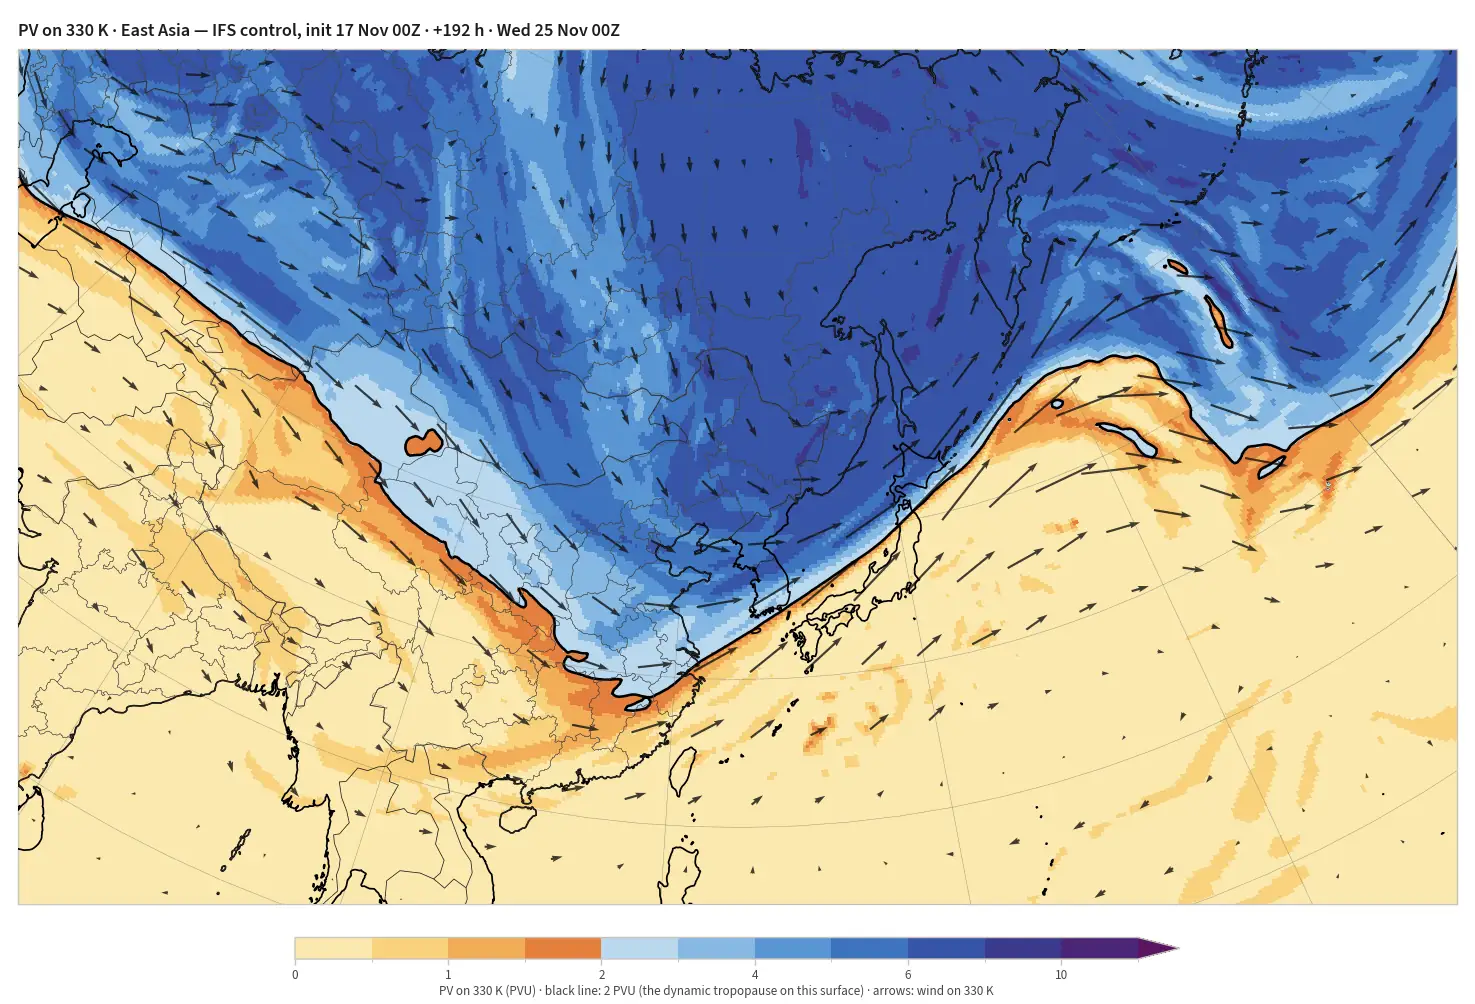 PV on 330 K · East Asia — IFS control, init 17 Nov 00Z · +192 h · Wed 25 Nov 00Z
0 1 2 4 6 10
PV on 330 K (PVU) · black line: 2 PVU (the dynamic tropopause on this surface) · arrows: wind on 330 K